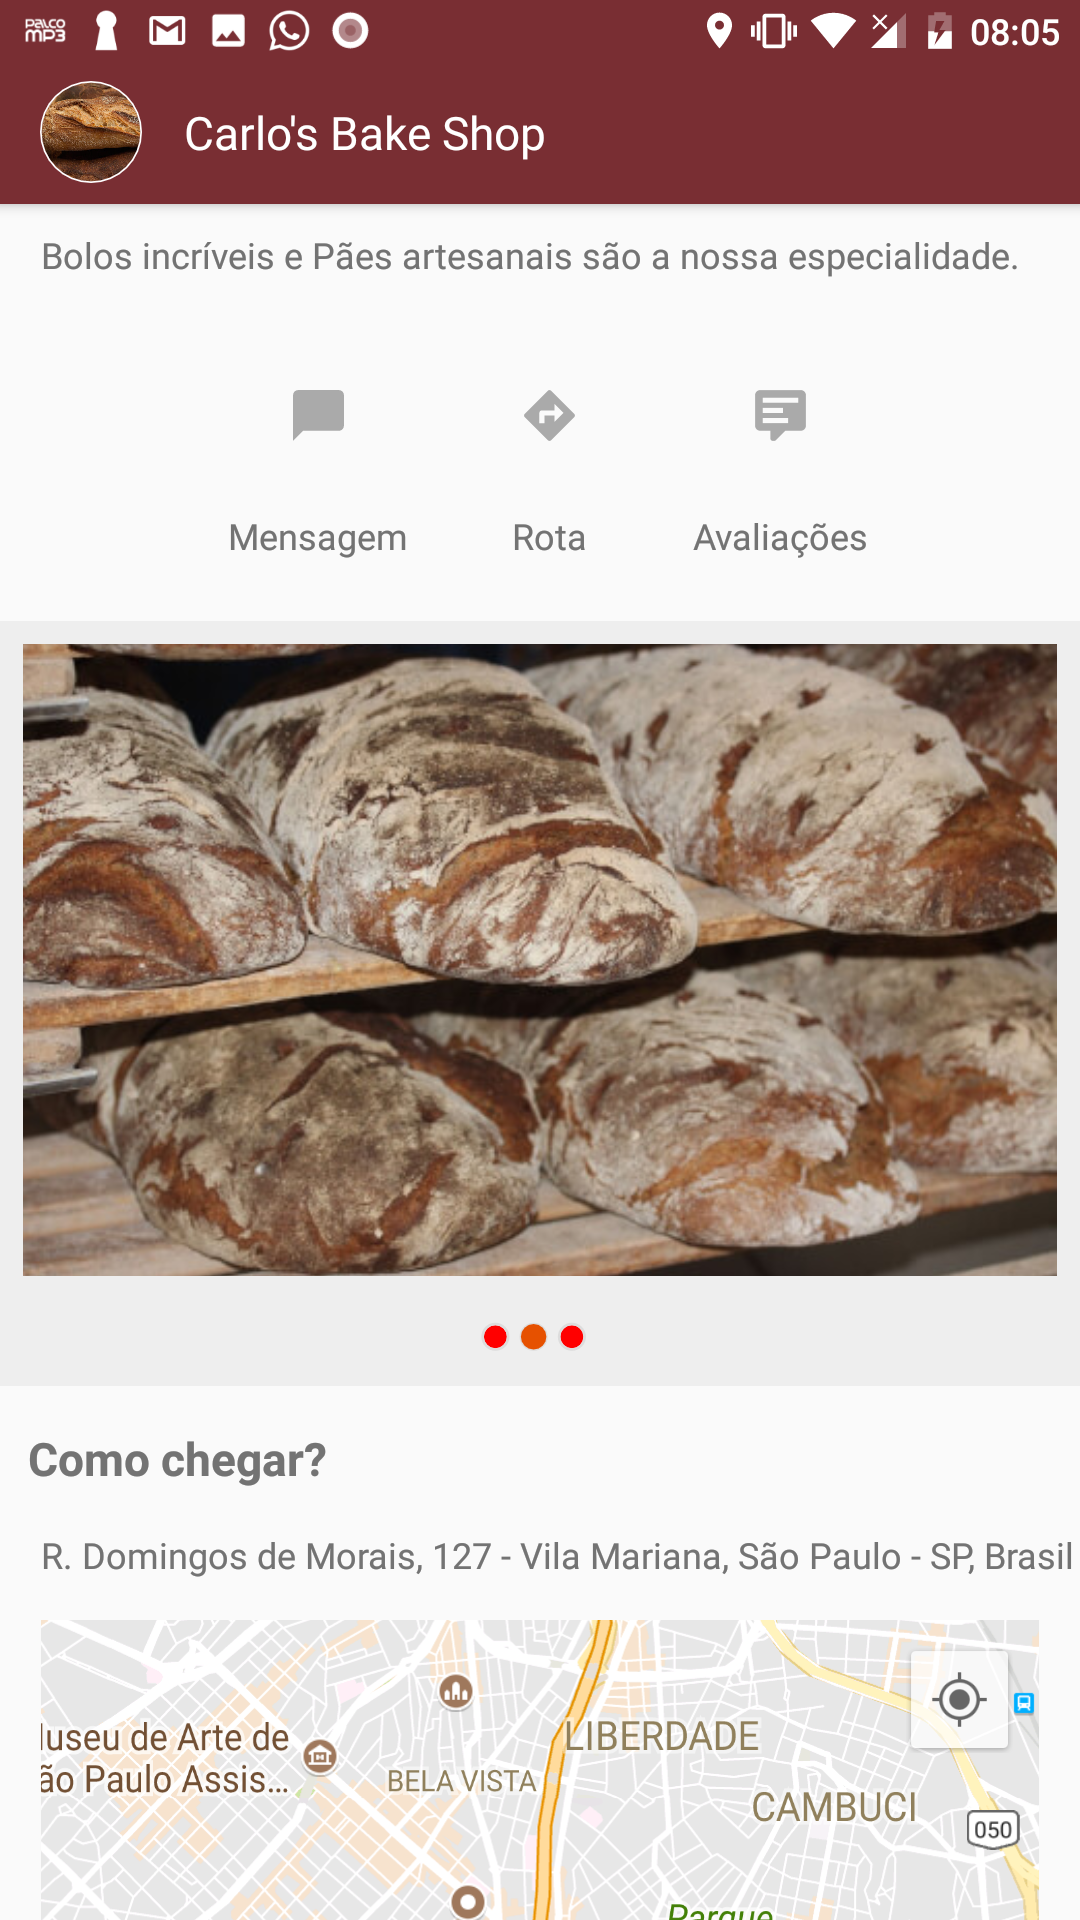 PALCO
MP3
08:05
Carlo's Bake Shop
Bolos incríveis e Pães artesanais são a nossa especialidade.
Mensagem
Rota
Avaliações
Como chegar?
R. Domingos de Morais, 127 - Vila Mariana, São Paulo - SP, Brasil
LIBERDADE
luseu de Arte de
ão Paulo Assis...
BELA VISTA
CAMBUCI
050
Parque